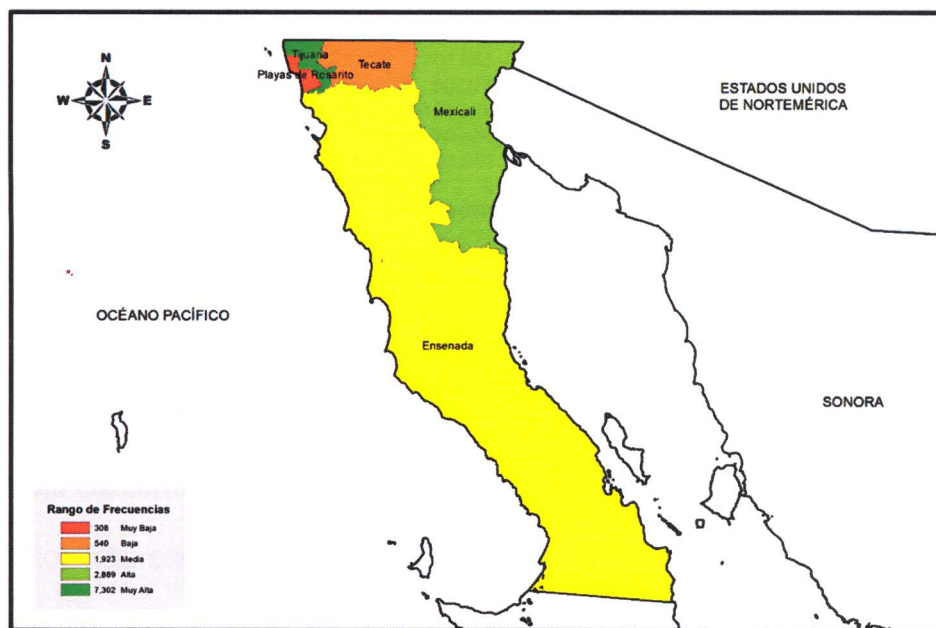 N
W E
S
Tijuana
Playas de Rosarito
Tecate
Mexicali
ESTADOS UNIDOS
DE NORTEMÉRICA
OCÉANO PACÍFICO
Ensenada
SONORA
Rango de Frecuencias
308 Muy Baja
540 Baja
1,923 Media
2,889 Alta
7,302 Muy Alta